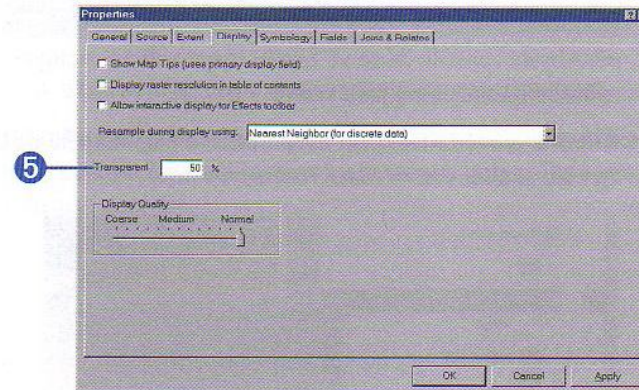 Properties
General Source Extent Display Symbology Fields Joins & Relates
Show Map Tips (uses primary display field)
Display raster resolution in table of contents
Allow interactive display for Effects toolbar
Resample during display using: Nearest Neighbor (for discrete data)
5
Transparent 50 %
Display Quality
Coarse Medium Normal
OK Cancel Apply